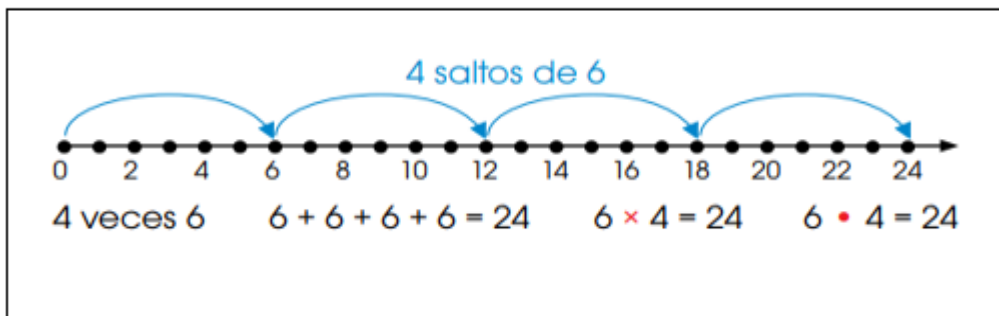 4 saltos de 6
0 2 4 6 8 10 12 14 16 18 20 22 24
4 veces 6 6 + 6 + 6 + 6 = 24 6 × 4 = 24 6 • 4 = 24